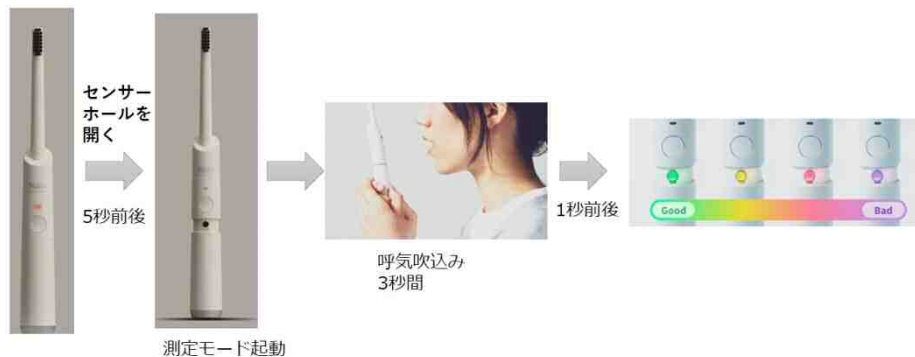 センサー
ホールを
開く
5秒前後
測定モード起動
呼気吹込み
3秒間
1秒前後
Good
Bad